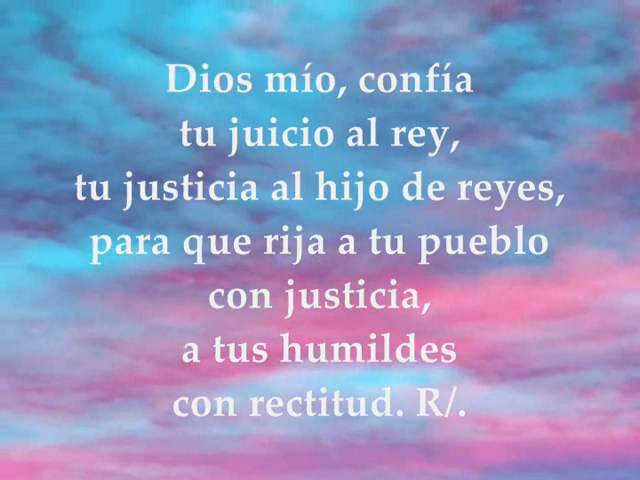 Dios mío, confía
tu juicio al rey,
tu justicia al hijo de reyes,
para que rija a tu pueblo
con justicia,
a tus humildes
con rectitud. R/.